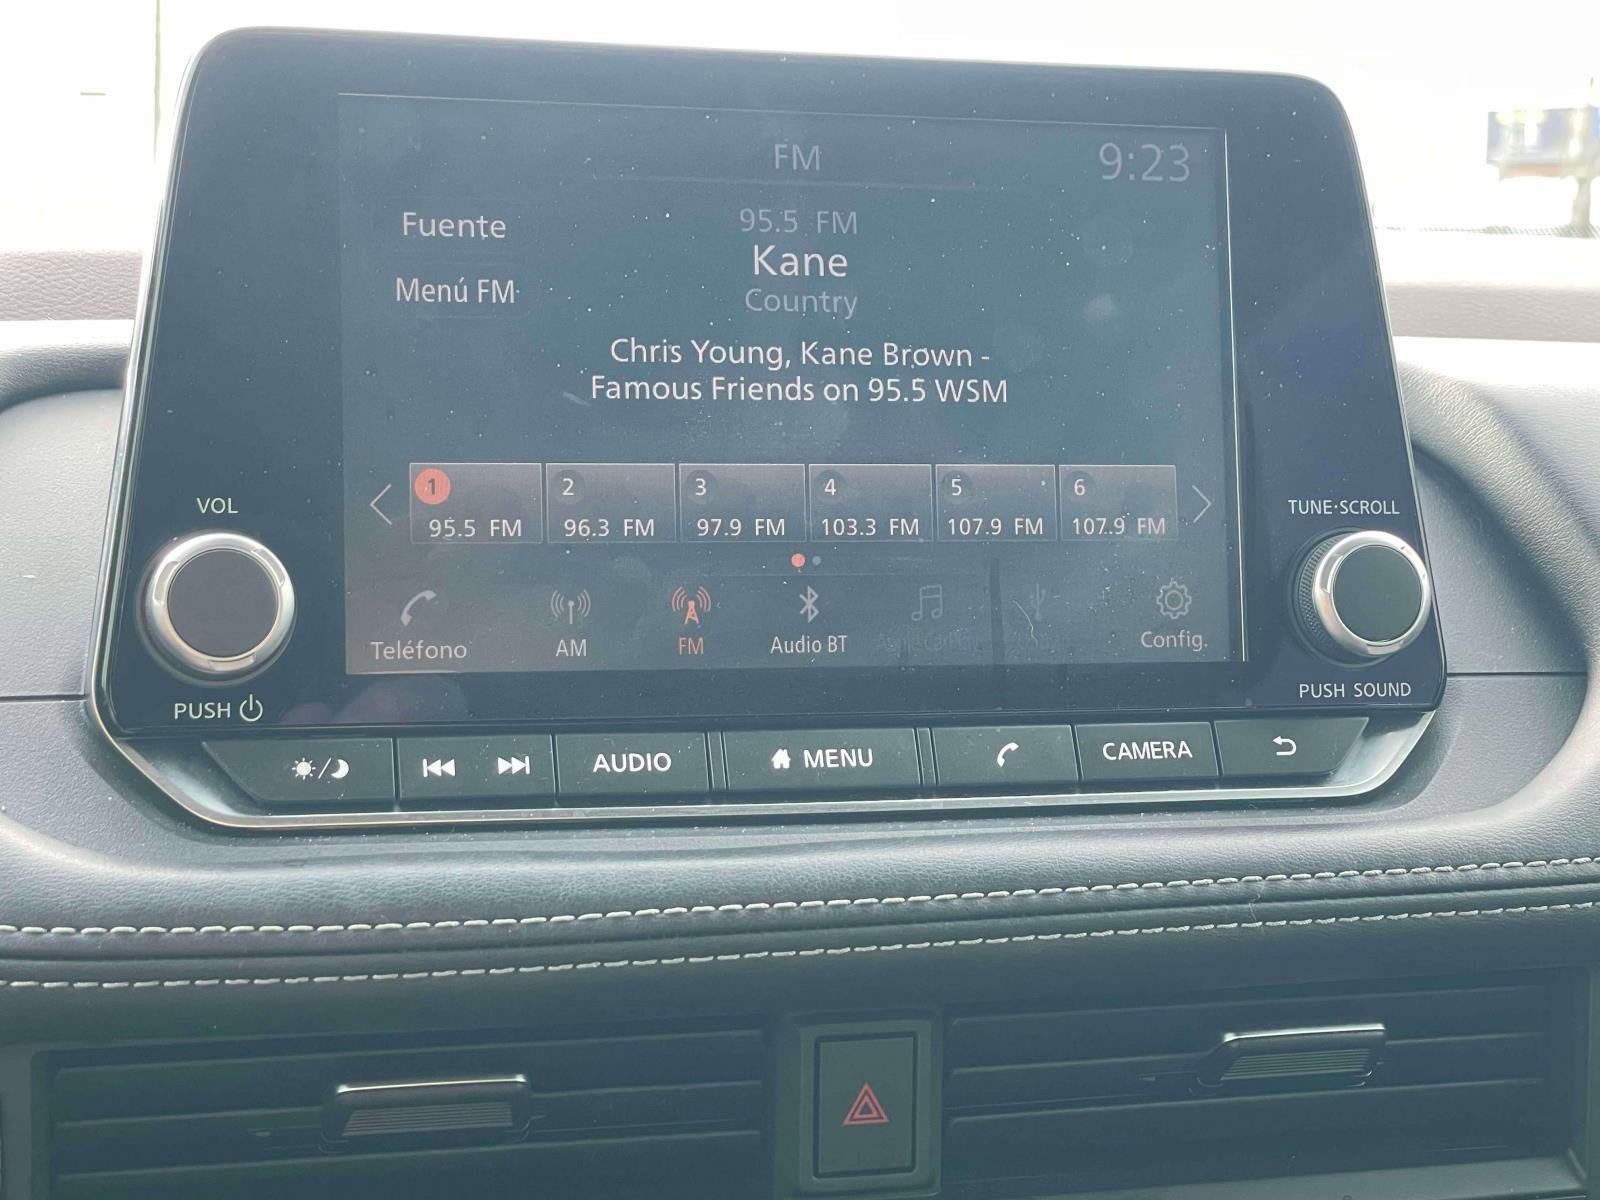 FM
9:23
Fuente
95.5 FM
Kane
Menú FM
Country
Chris Young, Kane Brown -
Famous Friends on 95.5 WSM
1
2
3
4
5
6
95.5 FM
96.3 FM
97.9 FM
103.3 FM
107.9 FM
107.9 FM
Teléfono
AM
FM
Audio BT
Config.
VOL
PUSH
TUNE·SCROLL
PUSH SOUND
AUDIO
MENU
CAMERA